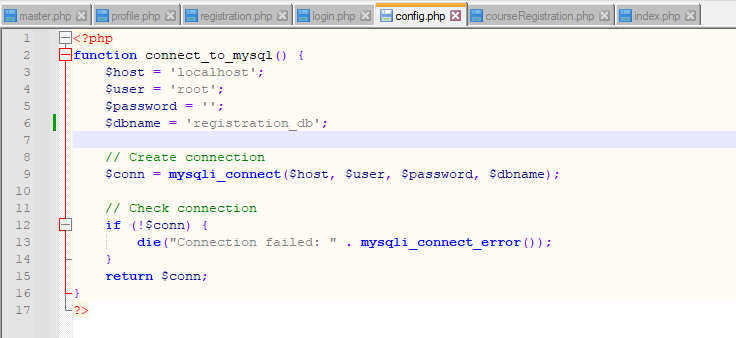 master.php profile.php registration.php login.php config.php courseRegistration.php index.php
1 <?php
2 function connect_to_mysql() {
3 $host = 'localhost';
4 $user = 'root';
5 $password = '';
6 $dbname = 'registration_db';
7
8 // Create connection
9 $conn = mysqli_connect($host, $user, $password, $dbname);
10
11 // Check connection
12 if (!$conn) {
13 die("Connection failed: " . mysqli_connect_error());
14 }
15 return $conn;
16 }
17 ?>